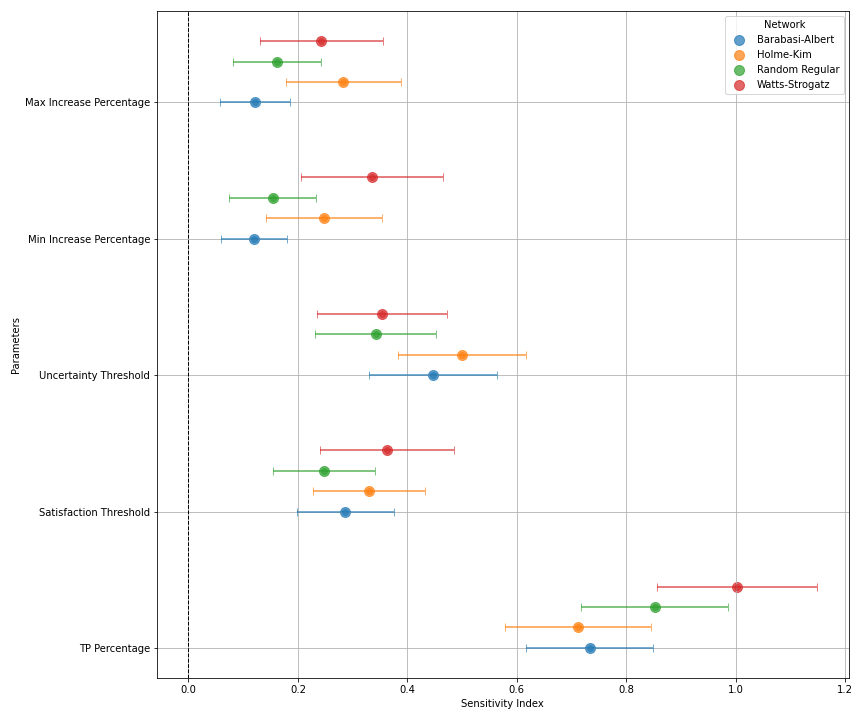 Network
Barabasi-Albert
Holme-Kim
Random Regular
Watts-Strogatz
Parameters
Max Increase Percentage
Min Increase Percentage
Uncertainty Threshold
Satisfaction Threshold
TP Percentage
0.0 0.2 0.4 0.6 0.8 1.0 1.2
Sensitivity Index